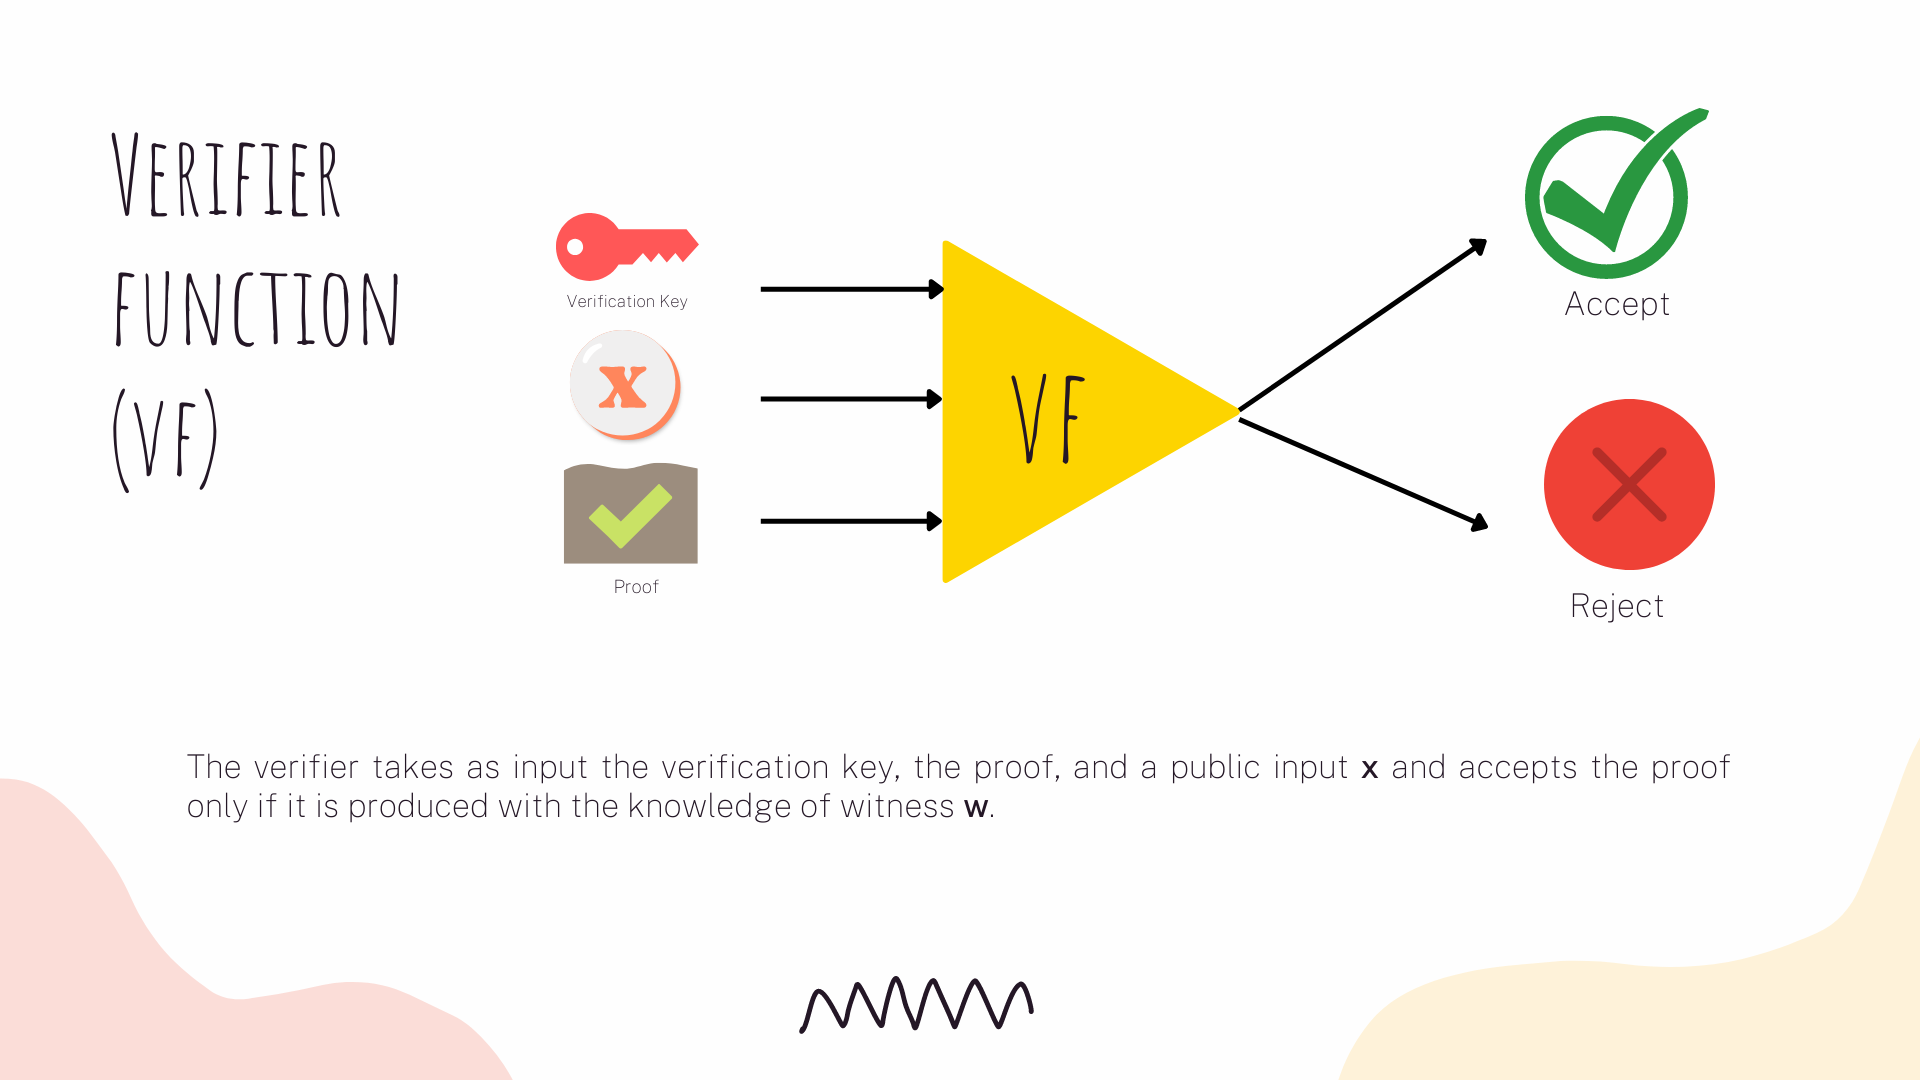 Verifier
function
(VF)
Verification Key
x
Proof
VF
Accept
Reject
The verifier takes as input the verification key, the proof, and a public input x and accepts the proof
only if it is produced with the knowledge of witness w.